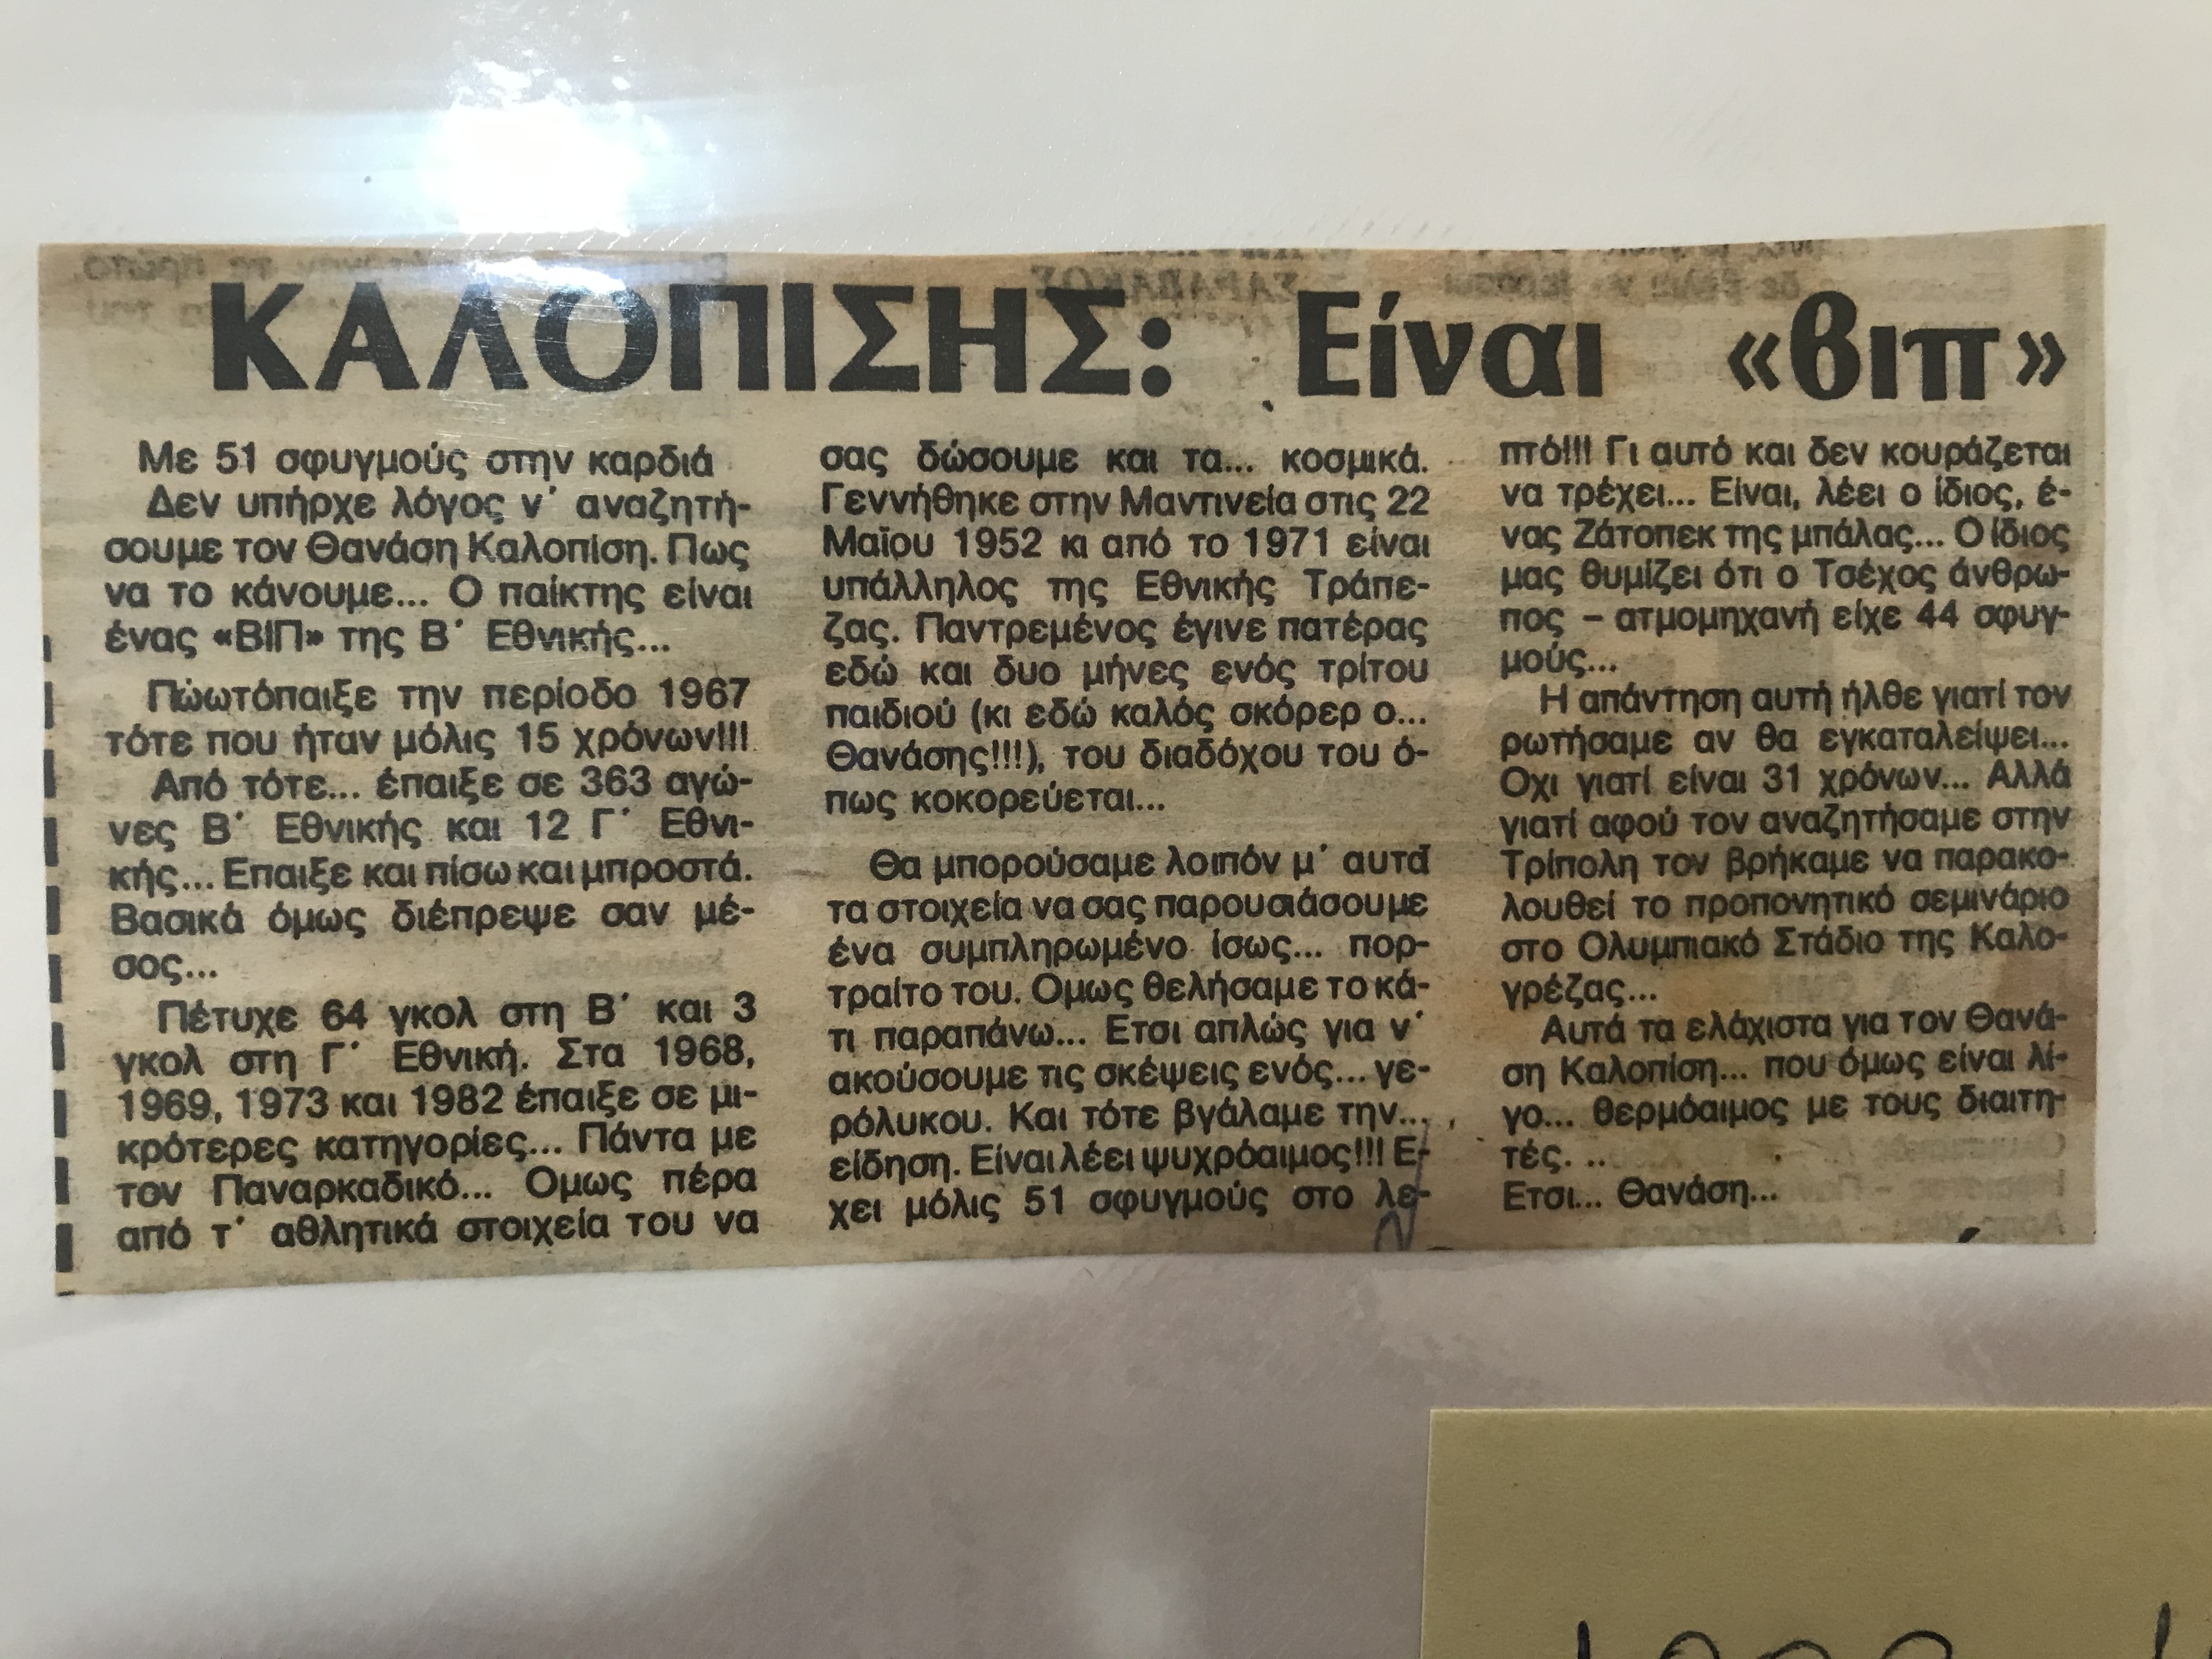 ΚΑΛΟΠΙΣΗΣ: Είναι «βιπ»
Με 51 σφυγμούς στην καρδιά
Δεν υπήρχε λόγος ν΄ αναζητή-
σουμε τον Θανάση Καλοπίση. Πως
να το κάνουμε... Ο παίκτης είναι
ένας «ΒΙΠ» της Β΄ Εθνικής...
Πώωτόπαιξε την περίοδο 1967
τότε που ήταν μόλις 15 χρόνων!!!
Από τότε... έπαιξε σε 363 αγώ-
νες Β΄ Εθνικής και 12 Γ΄ Εθνι-
κής... Επαιξε και πίσω και μπροστά.
Βασικά όμως διέπρεψε σαν μέ-
σος...
Πέτυχε 64 γκολ στη Β΄ και 3
γκολ στη Γ΄ Εθνική. Στα 1968,
1969, 1973 και 1982 έπαιξε σε μι-
κρότερες κατηγορίες... Πάντα με
τον Παναρκαδικό... Ομως πέρα
από τ΄ αθλητικά στοιχεία του να
σας δώσουμε και τα... κοσμικά.
Γεννήθηκε στην Μαντινεία στις 22
Μαΐου 1952 κι από το 1971 είναι
υπάλληλος της Εθνικής Τράπε-
ζας. Παντρεμένος έγινε πατέρας
εδώ και δυο μήνες ενός τρίτου
παιδιού (κι εδώ καλός σκόρερ ο...
Θανάσης!!!), του διαδόχου του ό-
πως κοκορεύεται...
Θα μπορούσαμε λοιπόν μ΄ αυτά
τα στοιχεία να σας παρουσιάσουμε
ένα συμπληρωμένο ίσως... πορ-
τραίτο του. Ομως θελήσαμε το κά-
τι παραπάνω... Ετσι απλώς για ν΄
ακούσουμε τις σκέψεις ενός... γε-
ρόλυκου. Και τότε βγάλαμε την...
είδηση. Είναι λέει ψυχρόαιμος!!! Ε-
χει μόλις 51 σφυγμούς στο λε-
πτό!!! Γι αυτό και δεν κουράζεται
να τρέχει... Είναι, λέει ο ίδιος, έ-
νας Ζάτοπεκ της μπάλας... Ο ίδιος
μας θυμίζει ότι ο Τσέχος άνθρω-
πος – ατμομηχανή είχε 44 σφυγ-
μούς...
Η απάντηση αυτή ήλθε γιατί τον
ρωτήσαμε αν θα εγκαταλείψει...
Οχι γιατί είναι 31 χρόνων... Αλλά
γιατί αφού τον αναζητήσαμε στην
Τρίπολη τον βρήκαμε να παρακο-
λουθεί το προπονητικό σεμινάριο
στο Ολυμπιακό Στάδιο της Καλο-
γρέζας...
Αυτά τα ελάχιστα για τον Θανά-
ση Καλοπίση... που όμως είναι λί-
γο... θερμόαιμος με τους διαιτη-
τές. ..
Ετσι... Θανάση...